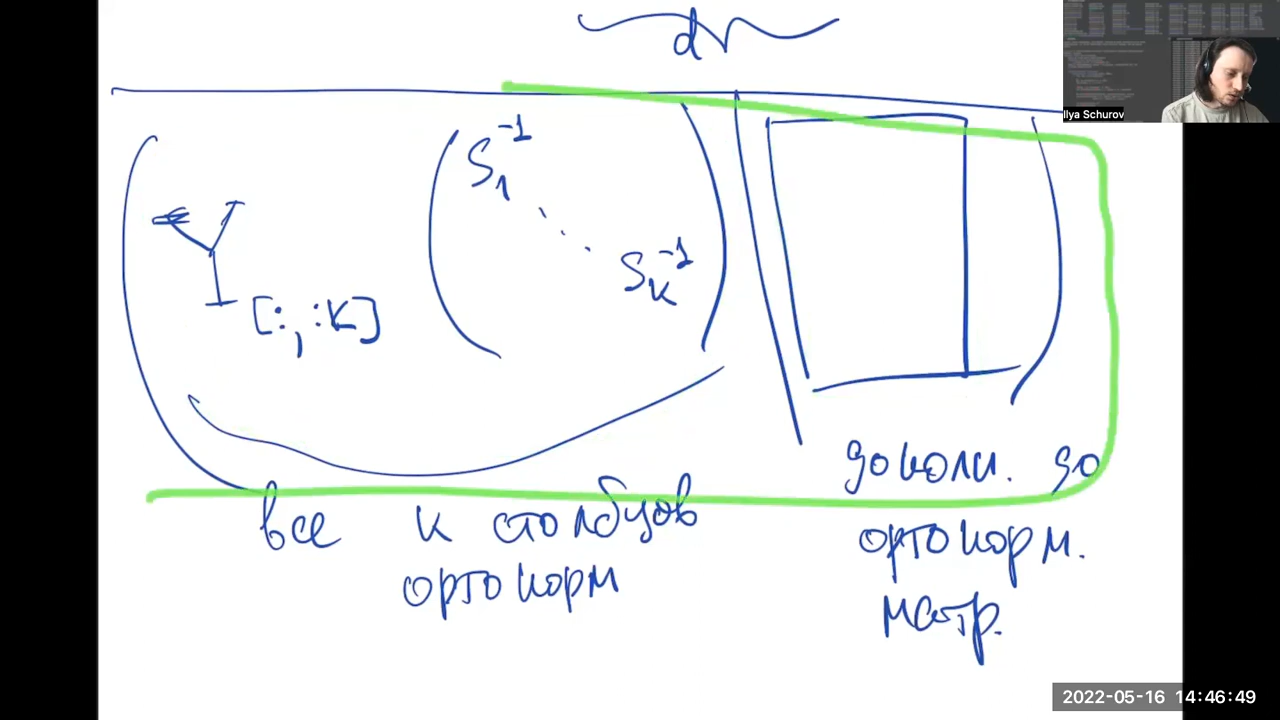 d
Y [:, :k]
S₁⁻¹
Sₖ⁻¹
все k столбцов
ортонорм
дополн. до
ортонорм.
матр.
Ilya Schurov
2022-05-16 14:46:49